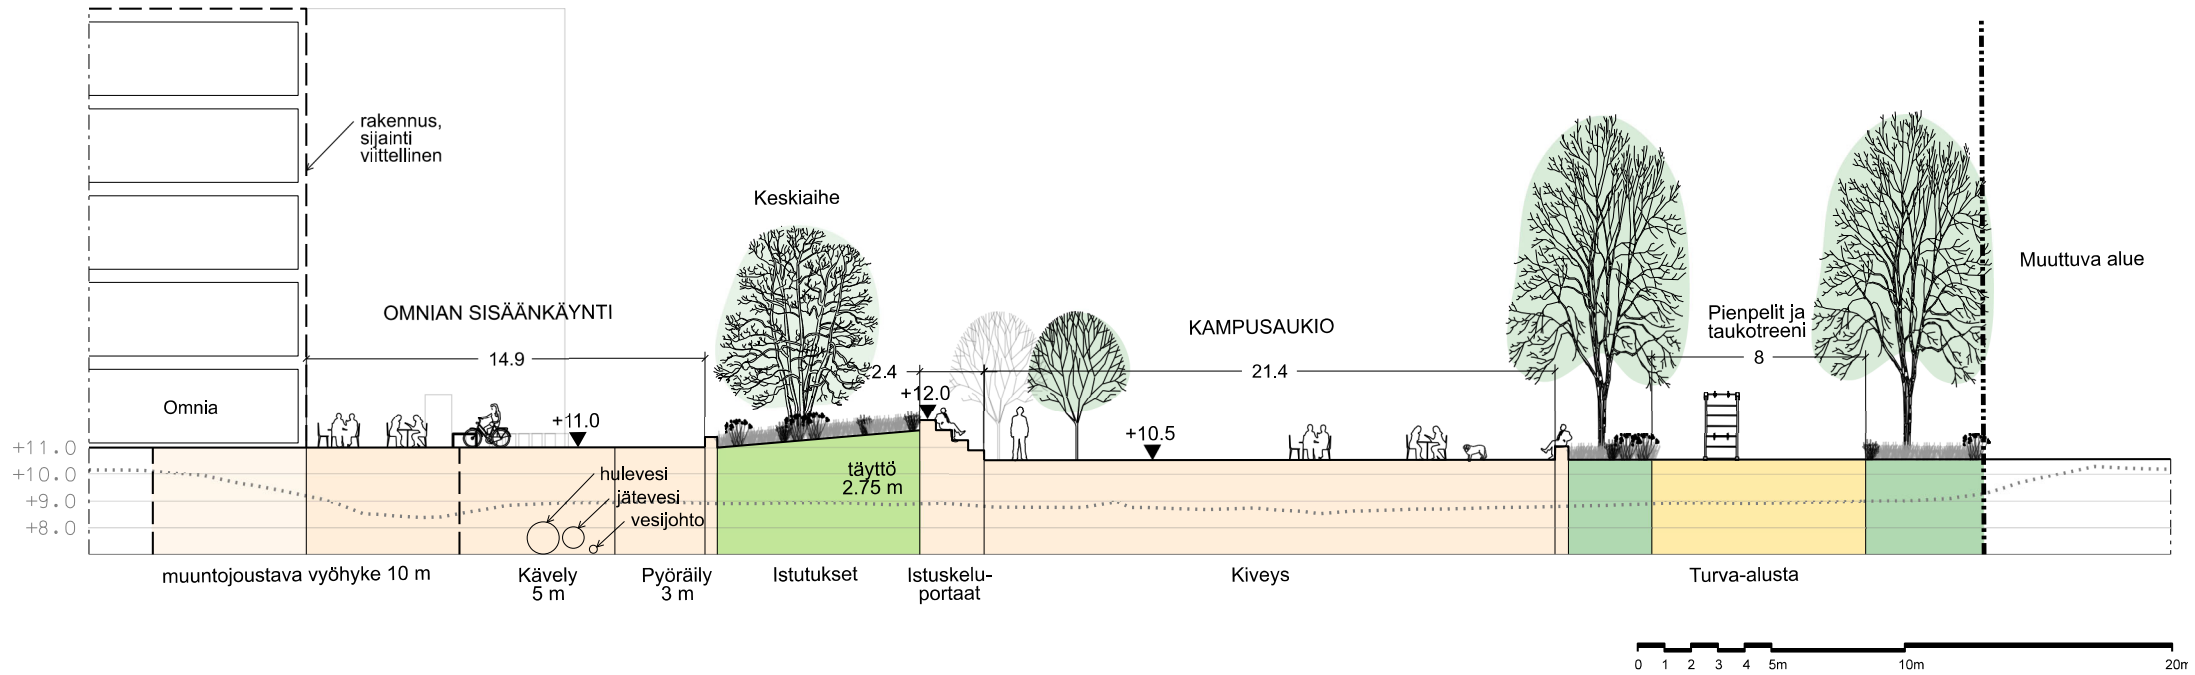 rakennus,
sijainti
viittellinen
Keskiaihe
Muuttuva alue
OMNIAN SISÄÄNKÄYNTI
KAMPUSAUKIO
Pienpelit ja
taukotreeni
14.9
2.4
21.4
8
Omnia
+12.0
+11.0
+10.5
+11.0
+10.0
+9.0
+8.0
hulevesi
jätevesi
vesijohto
täyttö
2.75 m
muuntojoustava vyöhyke 10 m
Kävely
5 m
Pyöräily
3 m
Istutukset
Istuskelu-
portaat
Kiveys
Turva-alusta
0 1 2 3 4 5m 10m 20m